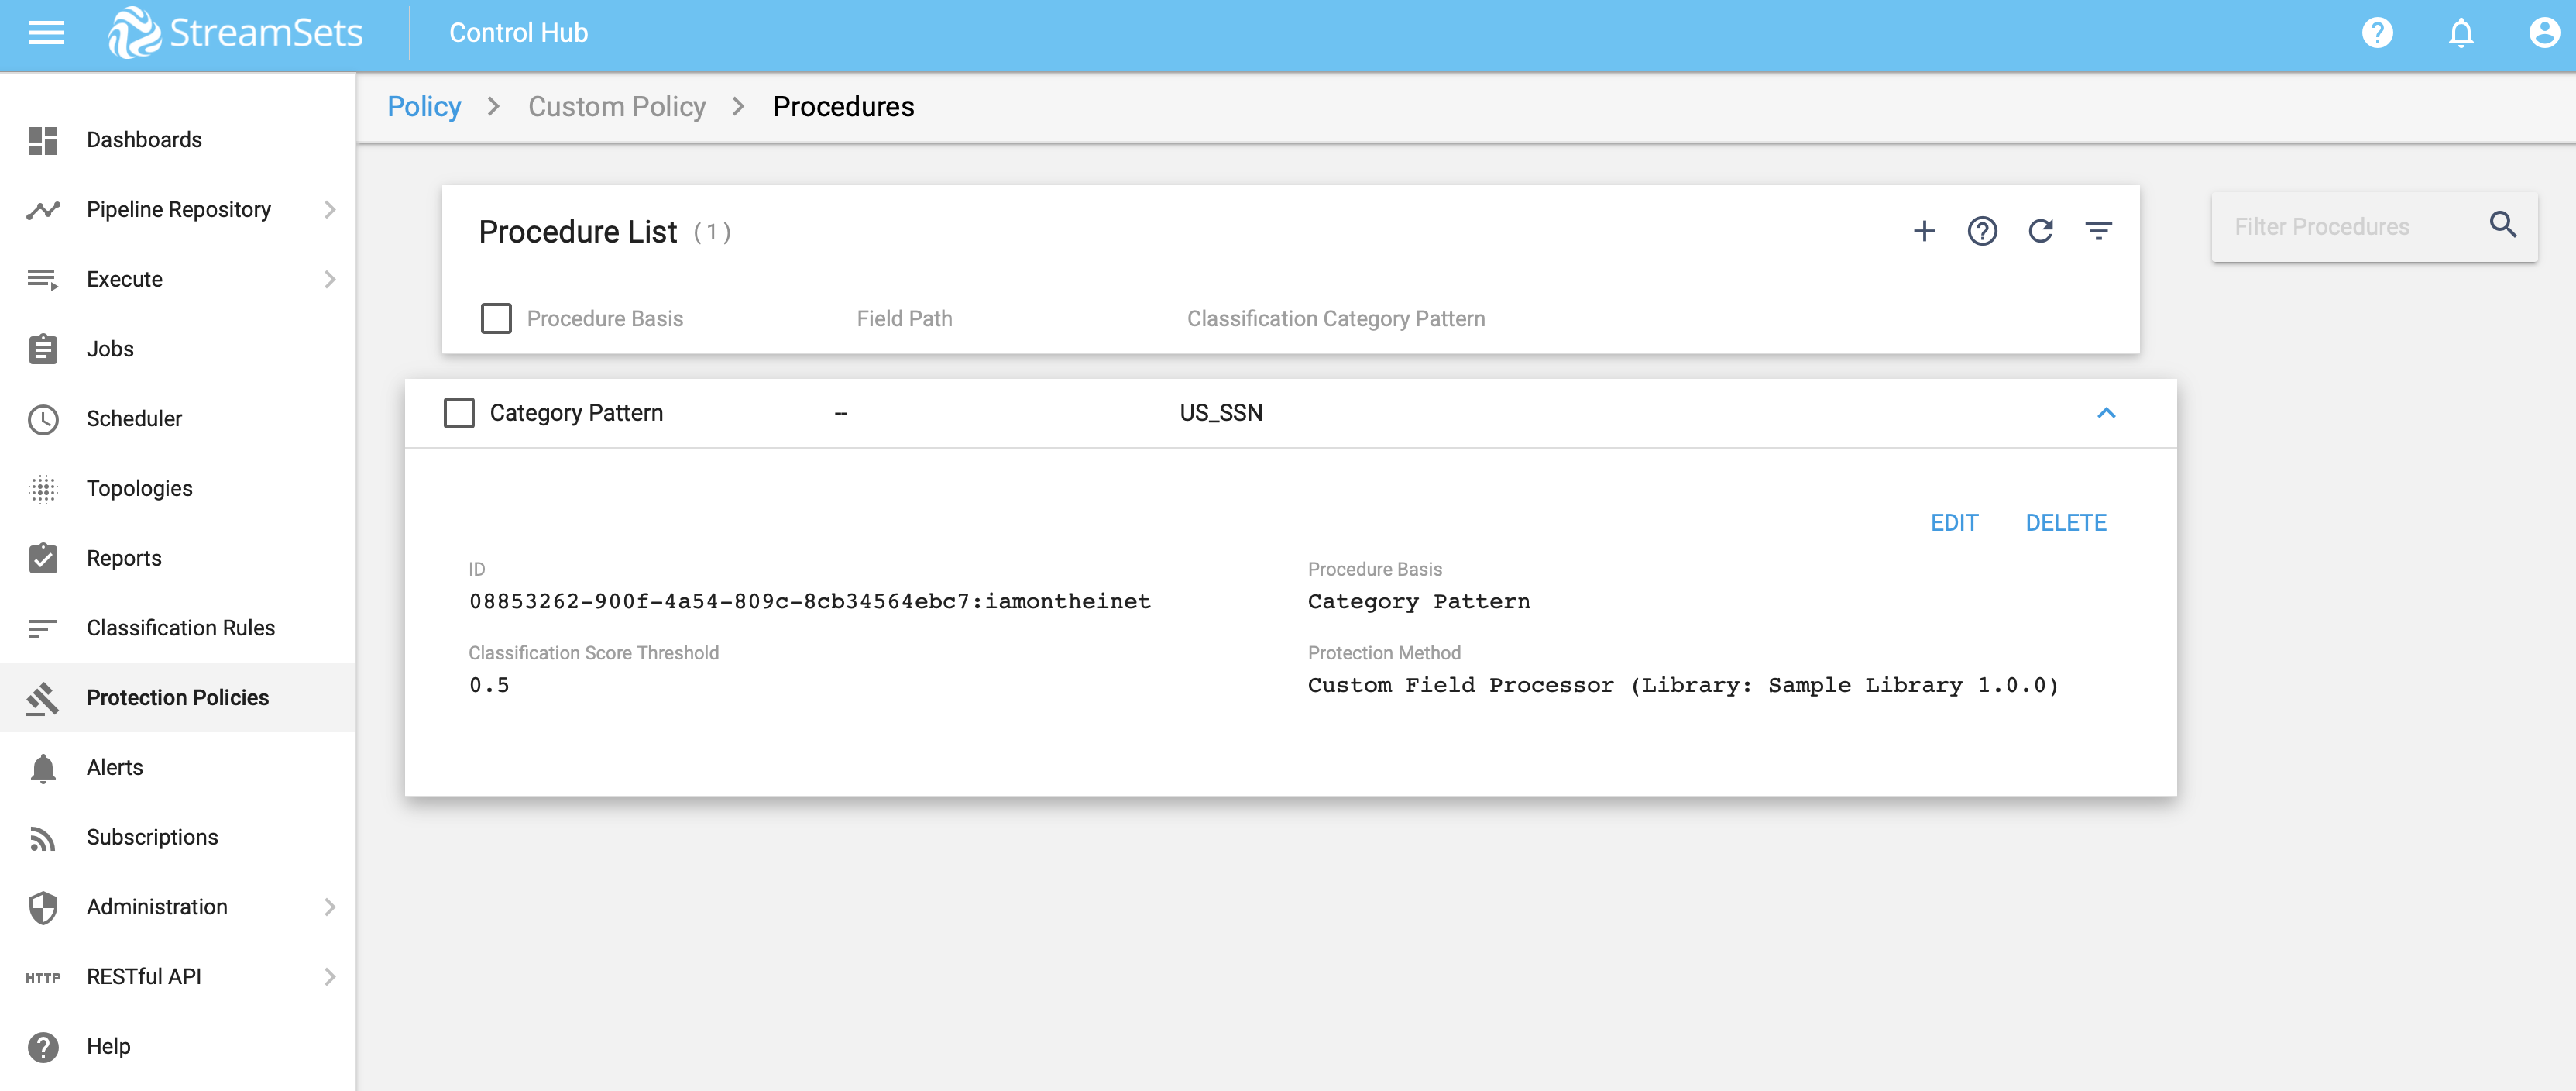 StreamSets
Control Hub
Policy > Custom Policy > Procedures
Dashboards
Pipeline Repository
Execute
Jobs
Scheduler
Topologies
Reports
Classification Rules
Protection Policies
Alerts
Subscriptions
Administration
HTTP RESTful API
Help
Procedure List (1)
Filter Procedures
Procedure Basis Field Path Classification Category Pattern
Category Pattern -- US_SSN
EDIT DELETE
ID
08853262-900f-4a54-809c-8cb34564ebc7:iamontheinet
Procedure Basis
Category Pattern
Classification Score Threshold
0.5
Protection Method
Custom Field Processor (Library: Sample Library 1.0.0)